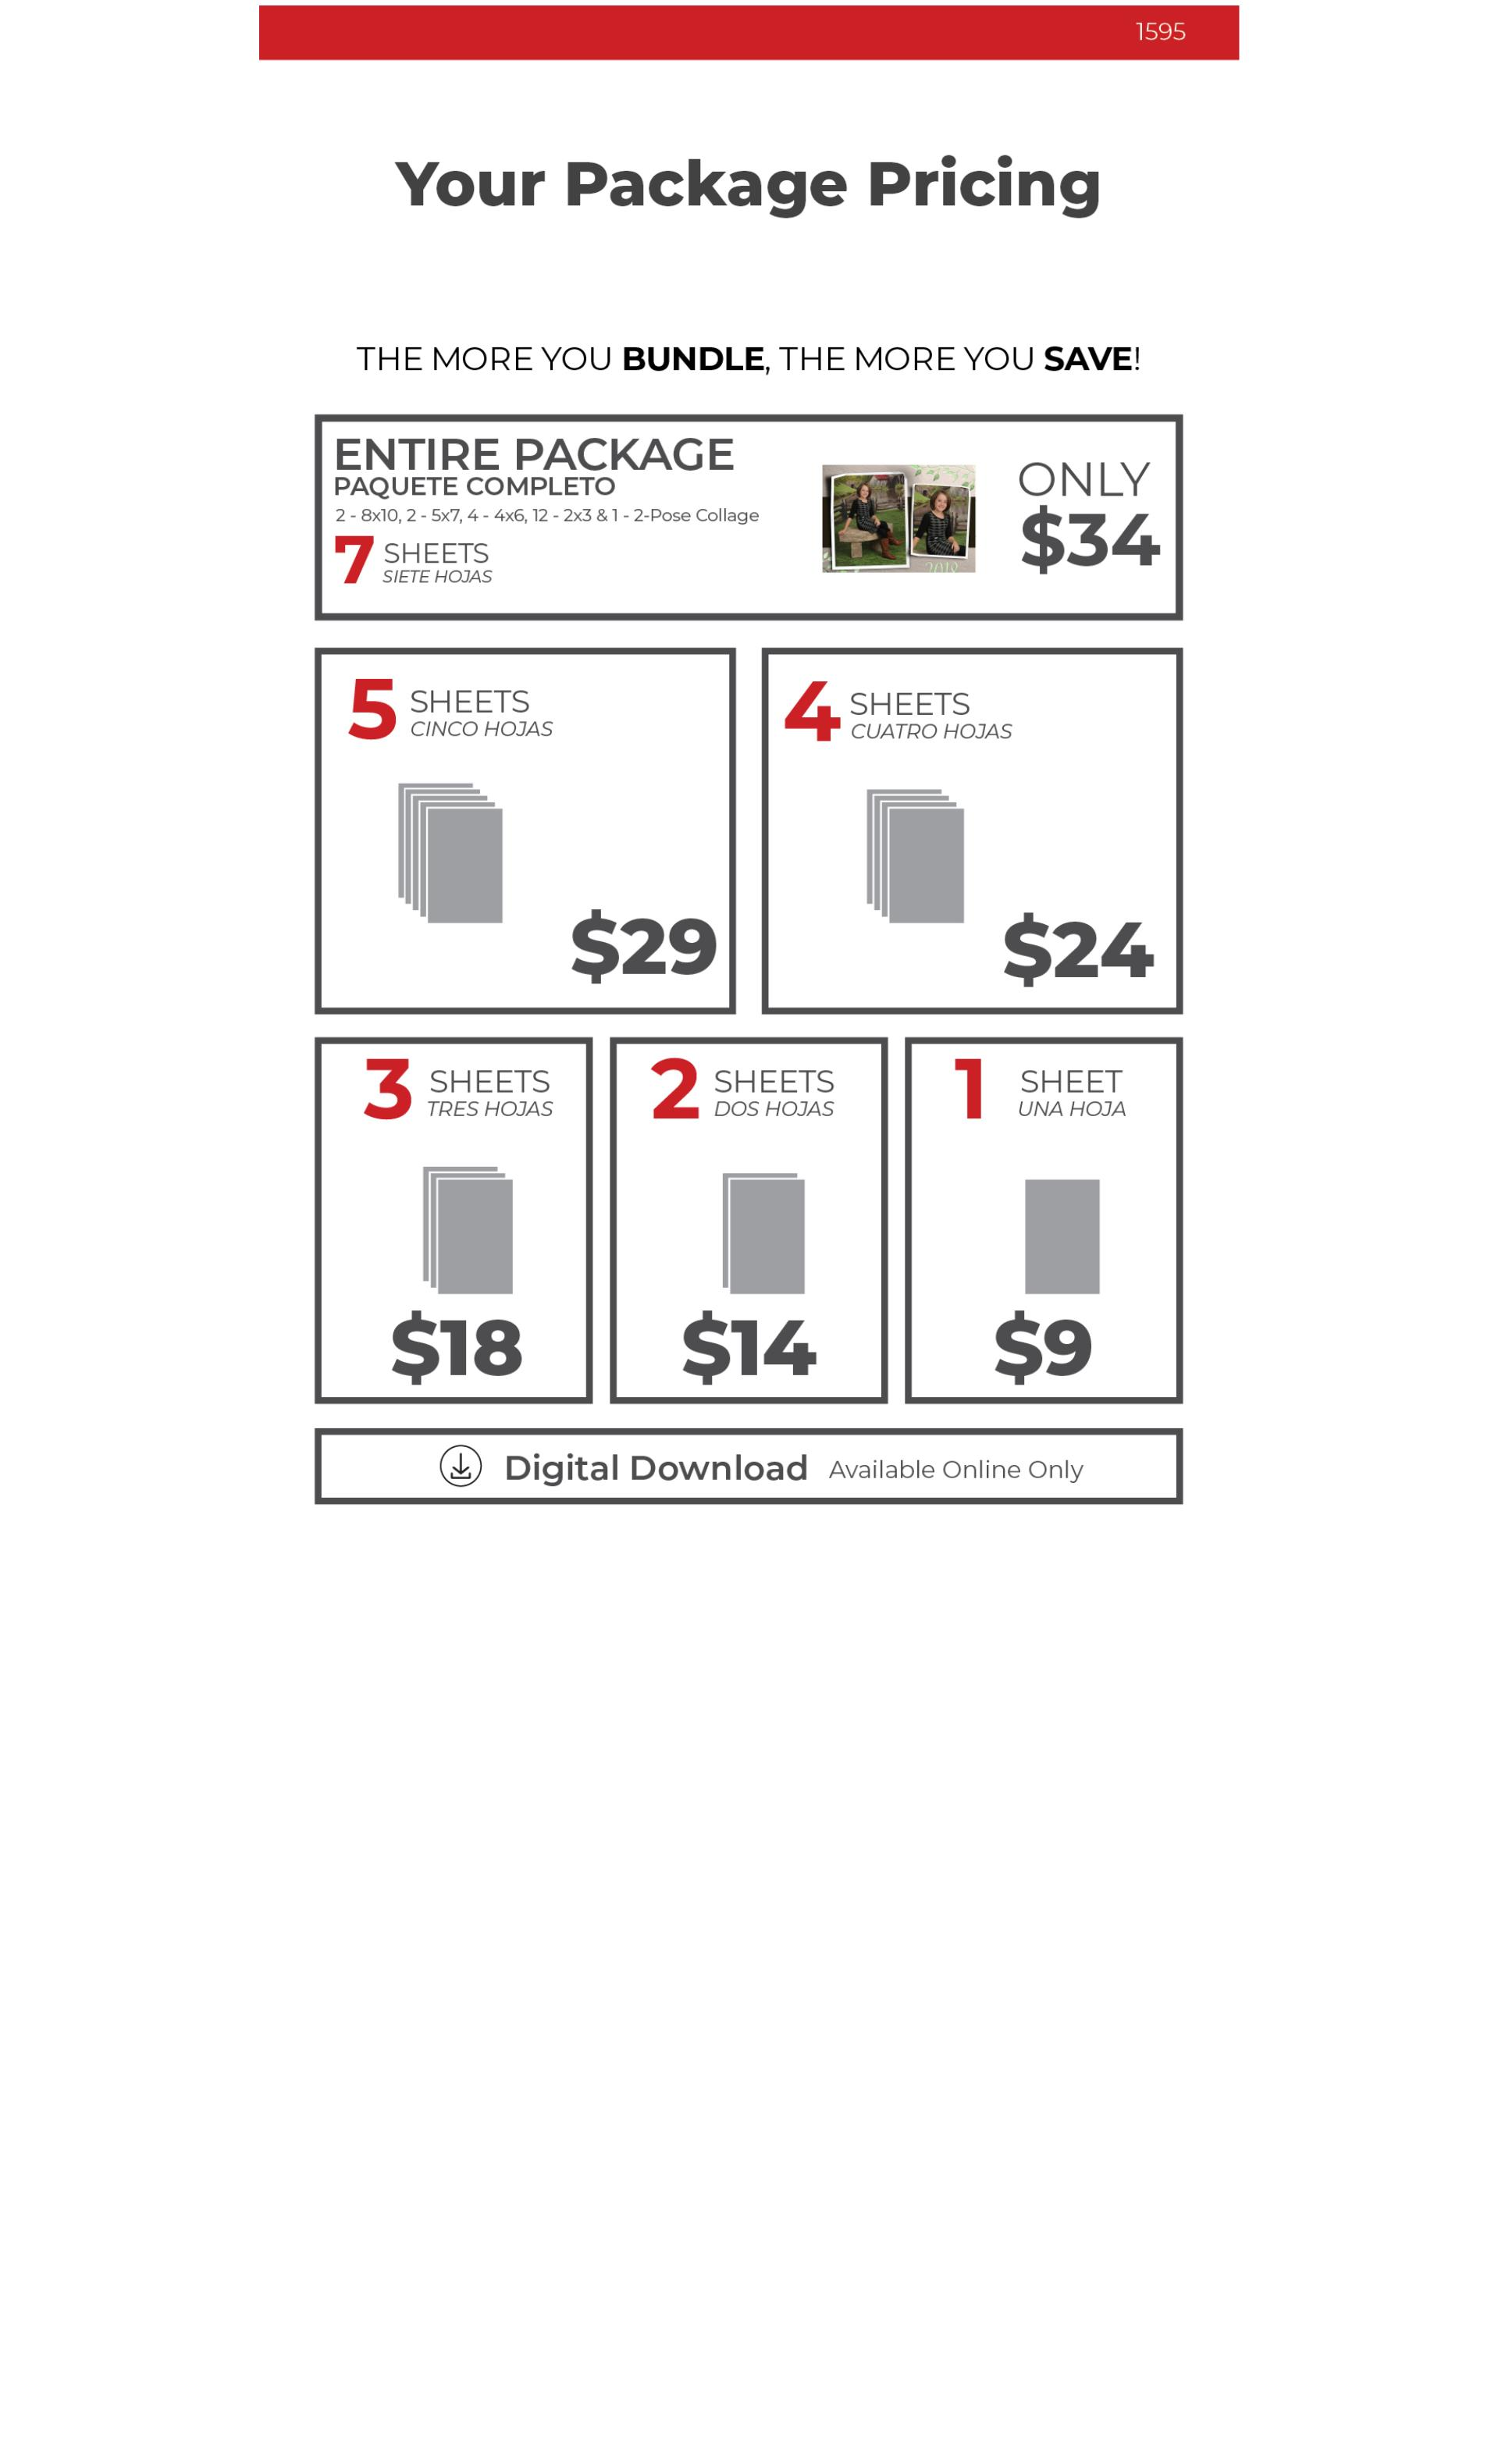 1595
Your Package Pricing
THE MORE YOU BUNDLE, THE MORE YOU SAVE!
ENTIRE PACKAGE
PAQUETE COMPLETO
2 - 8x10, 2 - 5x7, 4 - 4x6, 12 - 2x3 & 1 - 2-Pose Collage
7 SHEETS
SIETE HOJAS
2018
ONLY
$34
5 SHEETS
CINCO HOJAS
$29
4 SHEETS
CUATRO HOJAS
$24
3 SHEETS
TRES HOJAS
$18
2 SHEETS
DOS HOJAS
$14
1 SHEET
UNA HOJA
$9
Digital Download Available Online Only